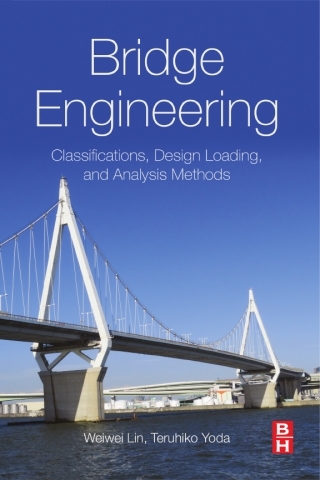 Bridge
Engineering
Classifications, Design Loading,
and Analysis Methods
Weiwei Lin, Teruhiko Yoda
B
H